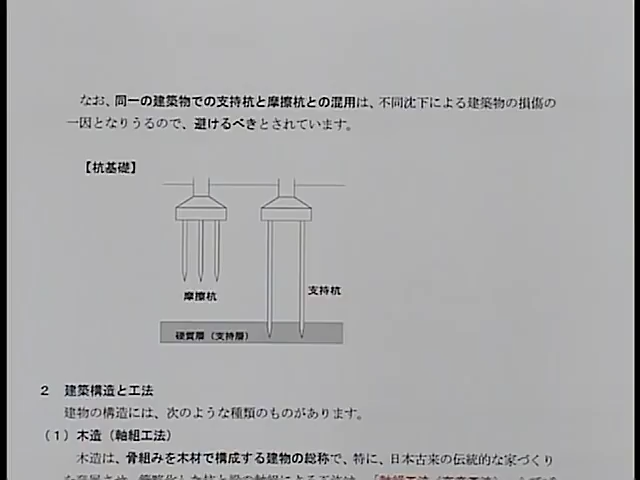 なお、同一の建築物での支持杭と摩擦杭との混用は、不同沈下による建築物の損傷の
一因となりうるので、避けるべきとされています。
【杭基礎】
摩擦杭
支持杭
硬質層（支持層）
2 建築構造と工法
建物の構造には、次のような種類のものがあります。
（1）木造（軸組工法）
木造は、骨組みを木材で構成する建物の総称で、特に、日本古来の伝統的な家づくり